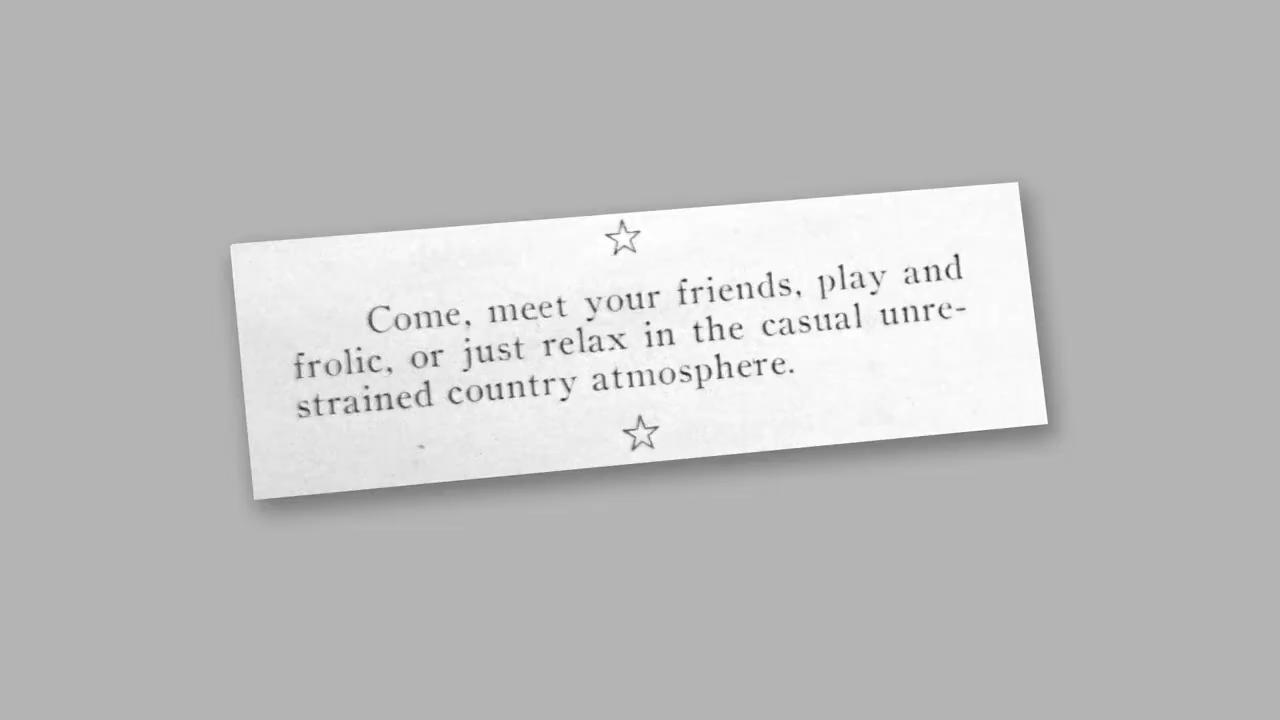 Come, meet your friends, play and
frolic, or just relax in the casual unre-
strained country atmosphere.